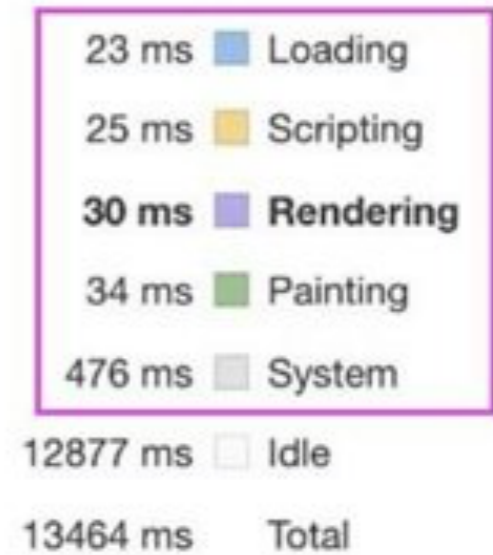 23 ms Loading
25 ms Scripting
30 ms Rendering
34 ms Painting
476 ms System
12877 ms Idle
13464 ms Total